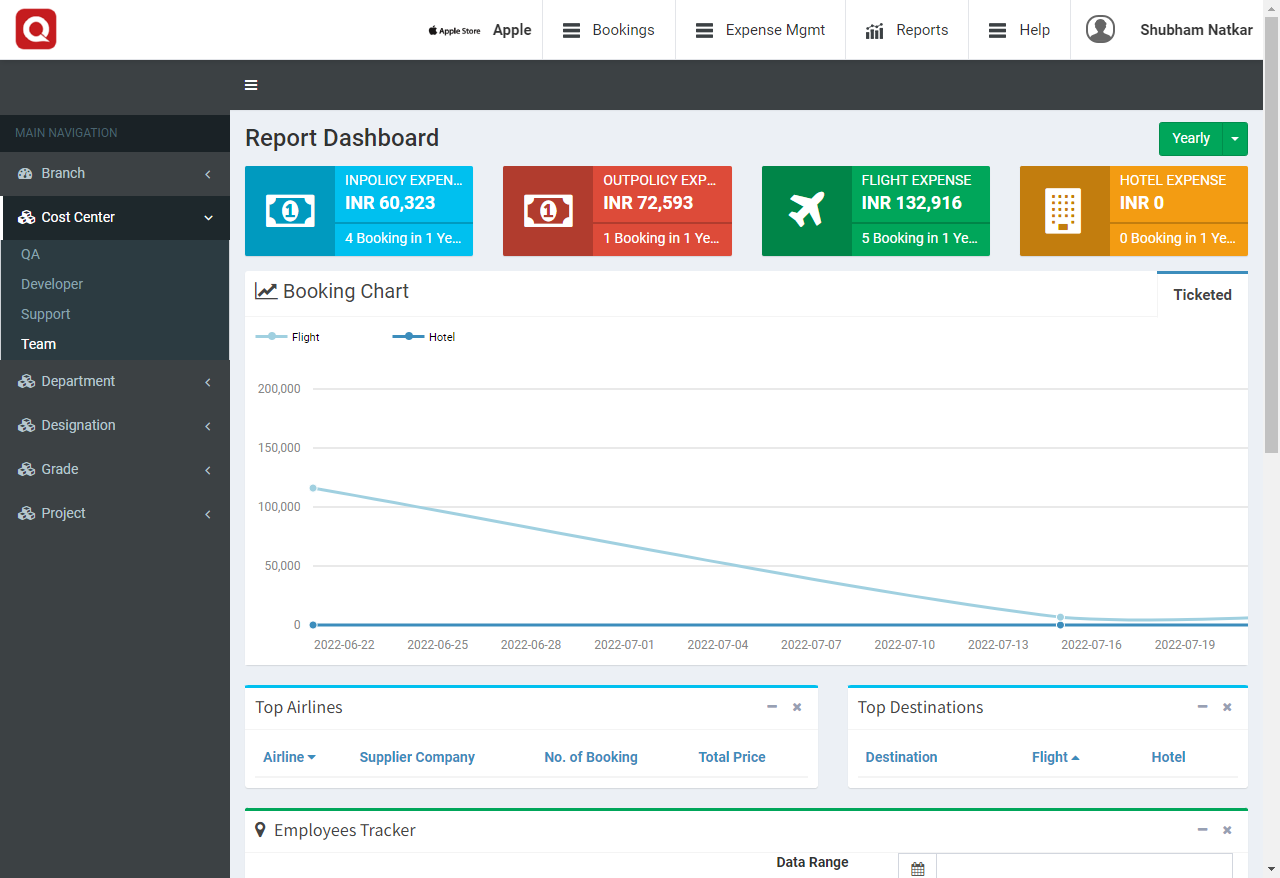 Apple Store Apple Bookings Expense Mgmt Reports Help Shubham Natkar
MAIN NAVIGATION
Branch
Cost Center
QA
Developer
Support
Team
Department
Designation
Grade
Project
Report Dashboard
Yearly
INPOLICY EXPEN...
INR 60,323
4 Booking in 1 Ye...
OUTPOLICY EXP...
INR 72,593
1 Booking in 1 Ye...
FLIGHT EXPENSE
INR 132,916
5 Booking in 1 Ye...
HOTEL EXPENSE
INR 0
0 Booking in 1 Ye...
Booking Chart
Ticketed
Flight Hotel
200,000
150,000
100,000
50,000
0
2022-06-22 2022-06-25 2022-06-28 2022-07-01 2022-07-04 2022-07-07 2022-07-10 2022-07-13 2022-07-16 2022-07-19
Top Airlines
Airline Supplier Company No. of Booking Total Price
Top Destinations
Destination Flight Hotel
Employees Tracker
Data Range